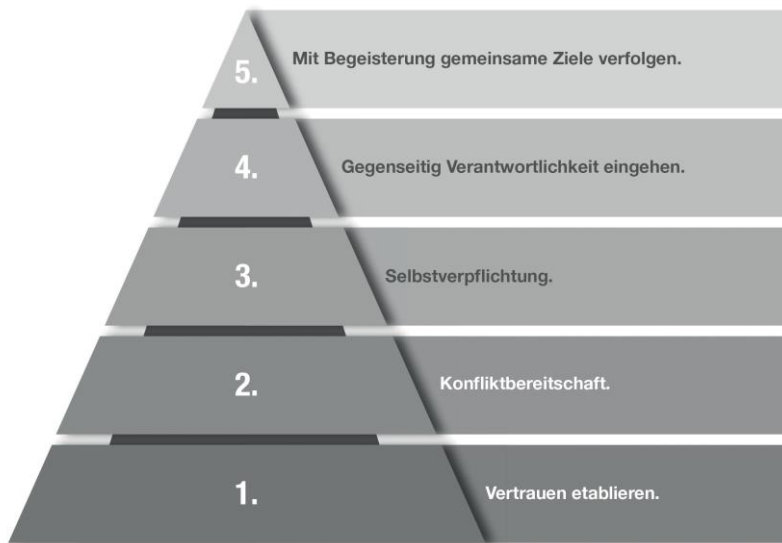 5. Mit Begeisterung gemeinsame Ziele verfolgen.
4. Gegenseitig Verantwortlichkeit eingehen.
3. Selbstverpflichtung.
2. Konfliktbereitschaft.
1. Vertrauen etablieren.